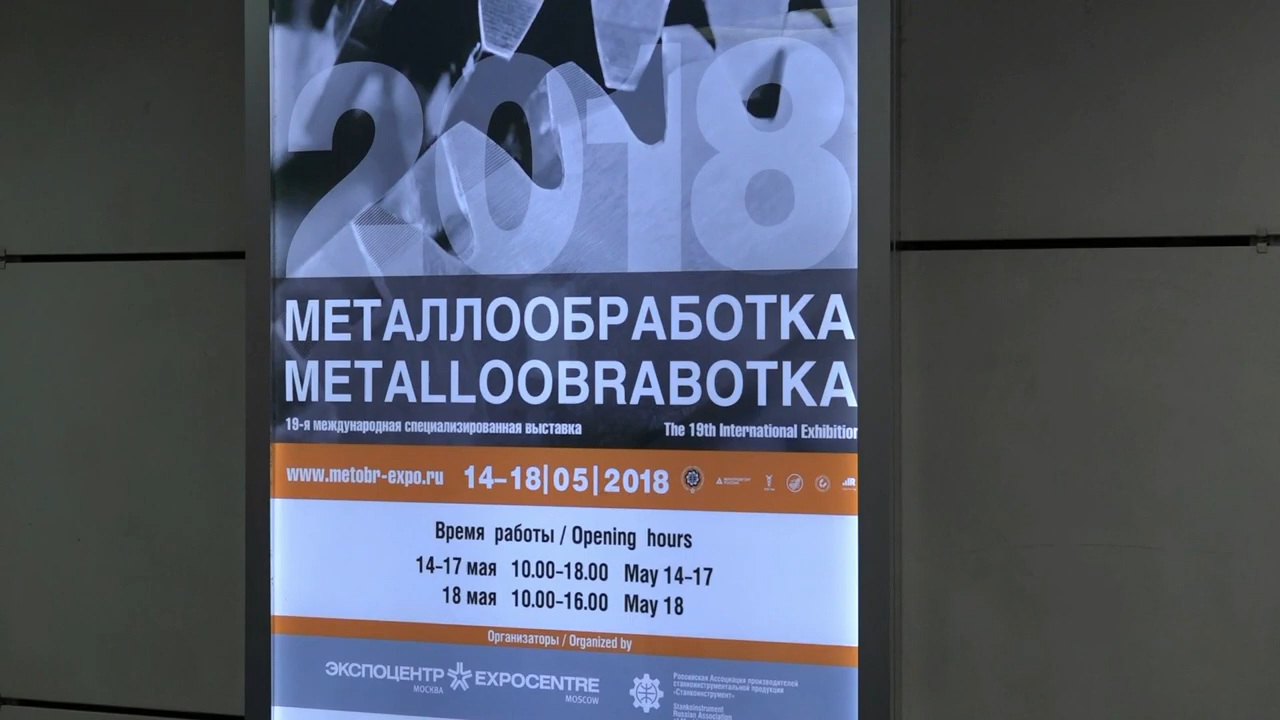 2018
МЕТАЛЛООБРАБОТКА
METALLOOBRABOTKA
19-я международная специализированная выставка The 19th International Exhibition
www.metobr-expo.ru 14-18|05|2018
Время работы / Opening hours
14-17 мая 10.00-18.00 May 14-17
18 мая 10.00-16.00 May 18
Организаторы / Organized by
ЭКСПОЦЕНТР EXPOCENTRE
МОСКВА MOSCOW
Российская Ассоциация производителей
станкоинструментальной продукции
«Станкоинструмент»
Stankoinstrument
Russian Association